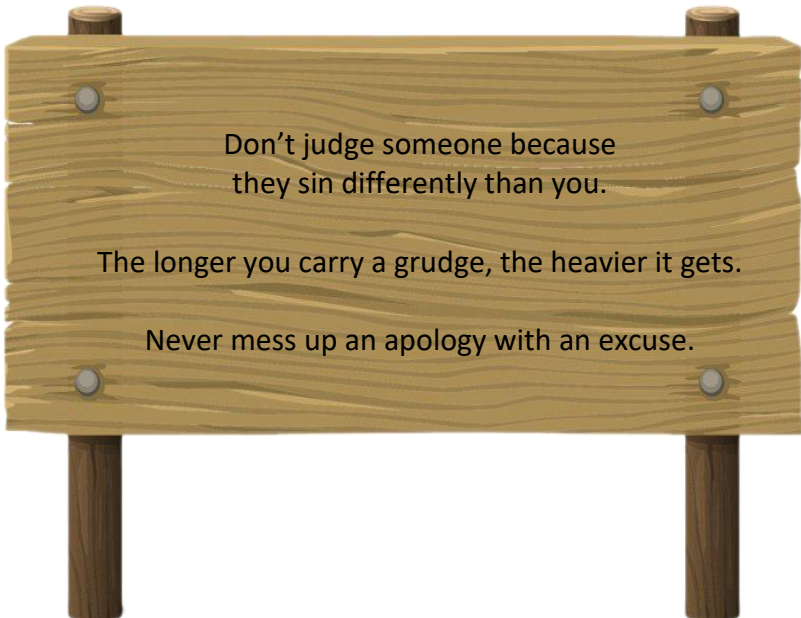 Don’t judge someone because
they sin differently than you.
The longer you carry a grudge, the heavier it gets.
Never mess up an apology with an excuse.